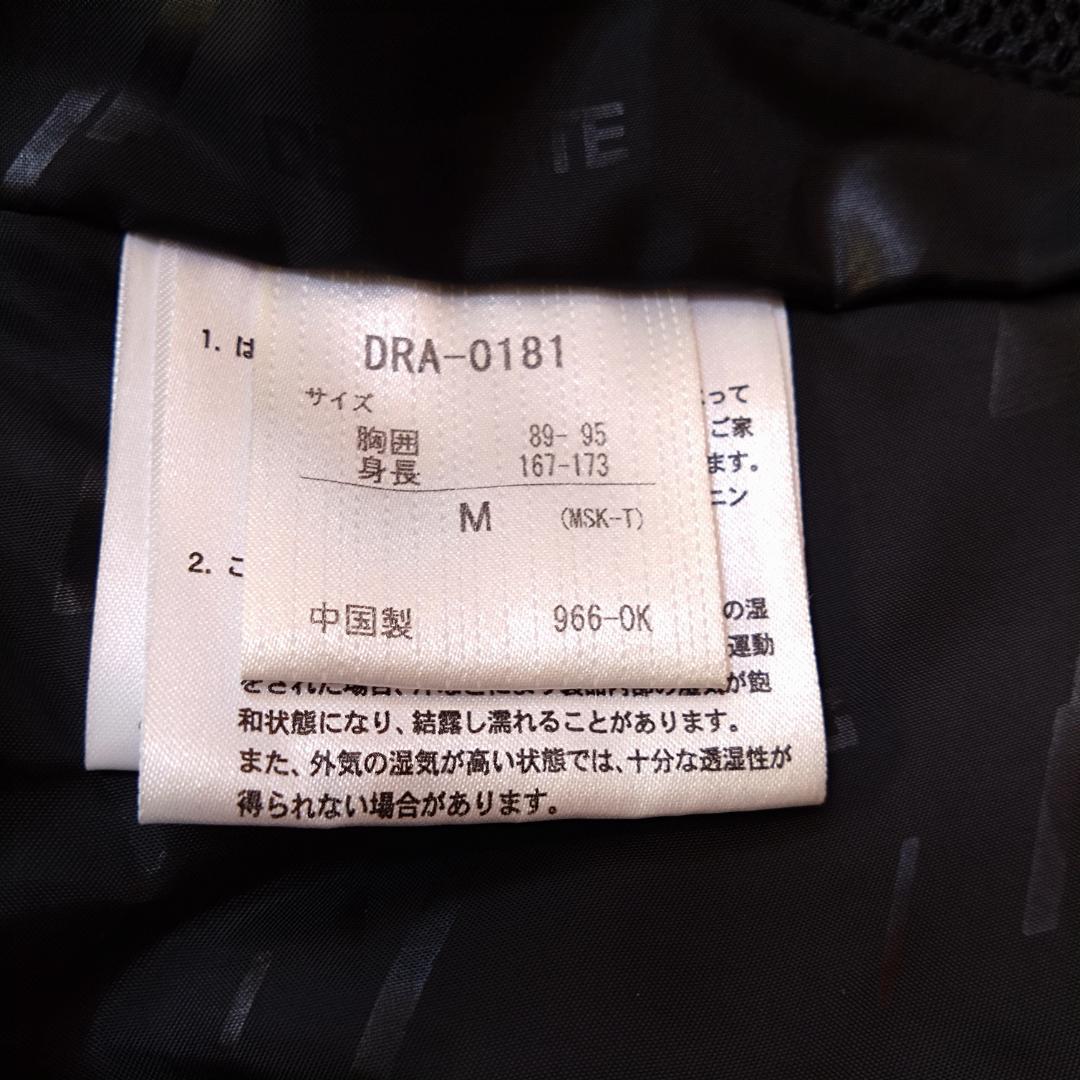 TE
1. は
DRA-0181
サイズ
胸囲 89- 95
身長 167-173
M (MSK-T)
中国製 966-0K
って
ご家
ます。
ニン
2. こ
の湿
運動
が飽
和状態になり、結露し濡れることがあります。
また、外気の湿気が高い状態では、十分な透湿性が
得られない場合があります。